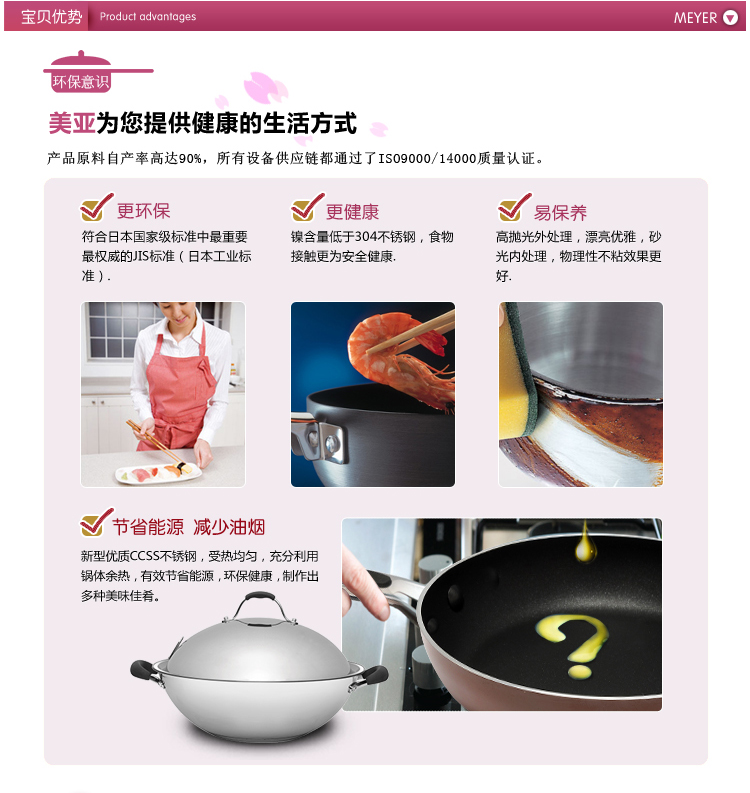 宝贝优势 Product advantages MEYER
环保意识
美亚为您提供健康的生活方式
产品原料自产率高达90%，所有设备供应链都通过了ISO9000/14000质量认证。
更环保
符合日本国家级标准中最重要
最权威的JIS标准（日本工业标
准）.
更健康
镍含量低于304不锈钢，食物
接触更为安全健康.
易保养
高抛光外处理，漂亮优雅，砂
光内处理，物理性不粘效果更
好.
节省能源 减少油烟
新型优质CCSS不锈钢，受热均匀，充分利用
锅体余热，有效节省能源，环保健康，制作出
多种美味佳肴。
?